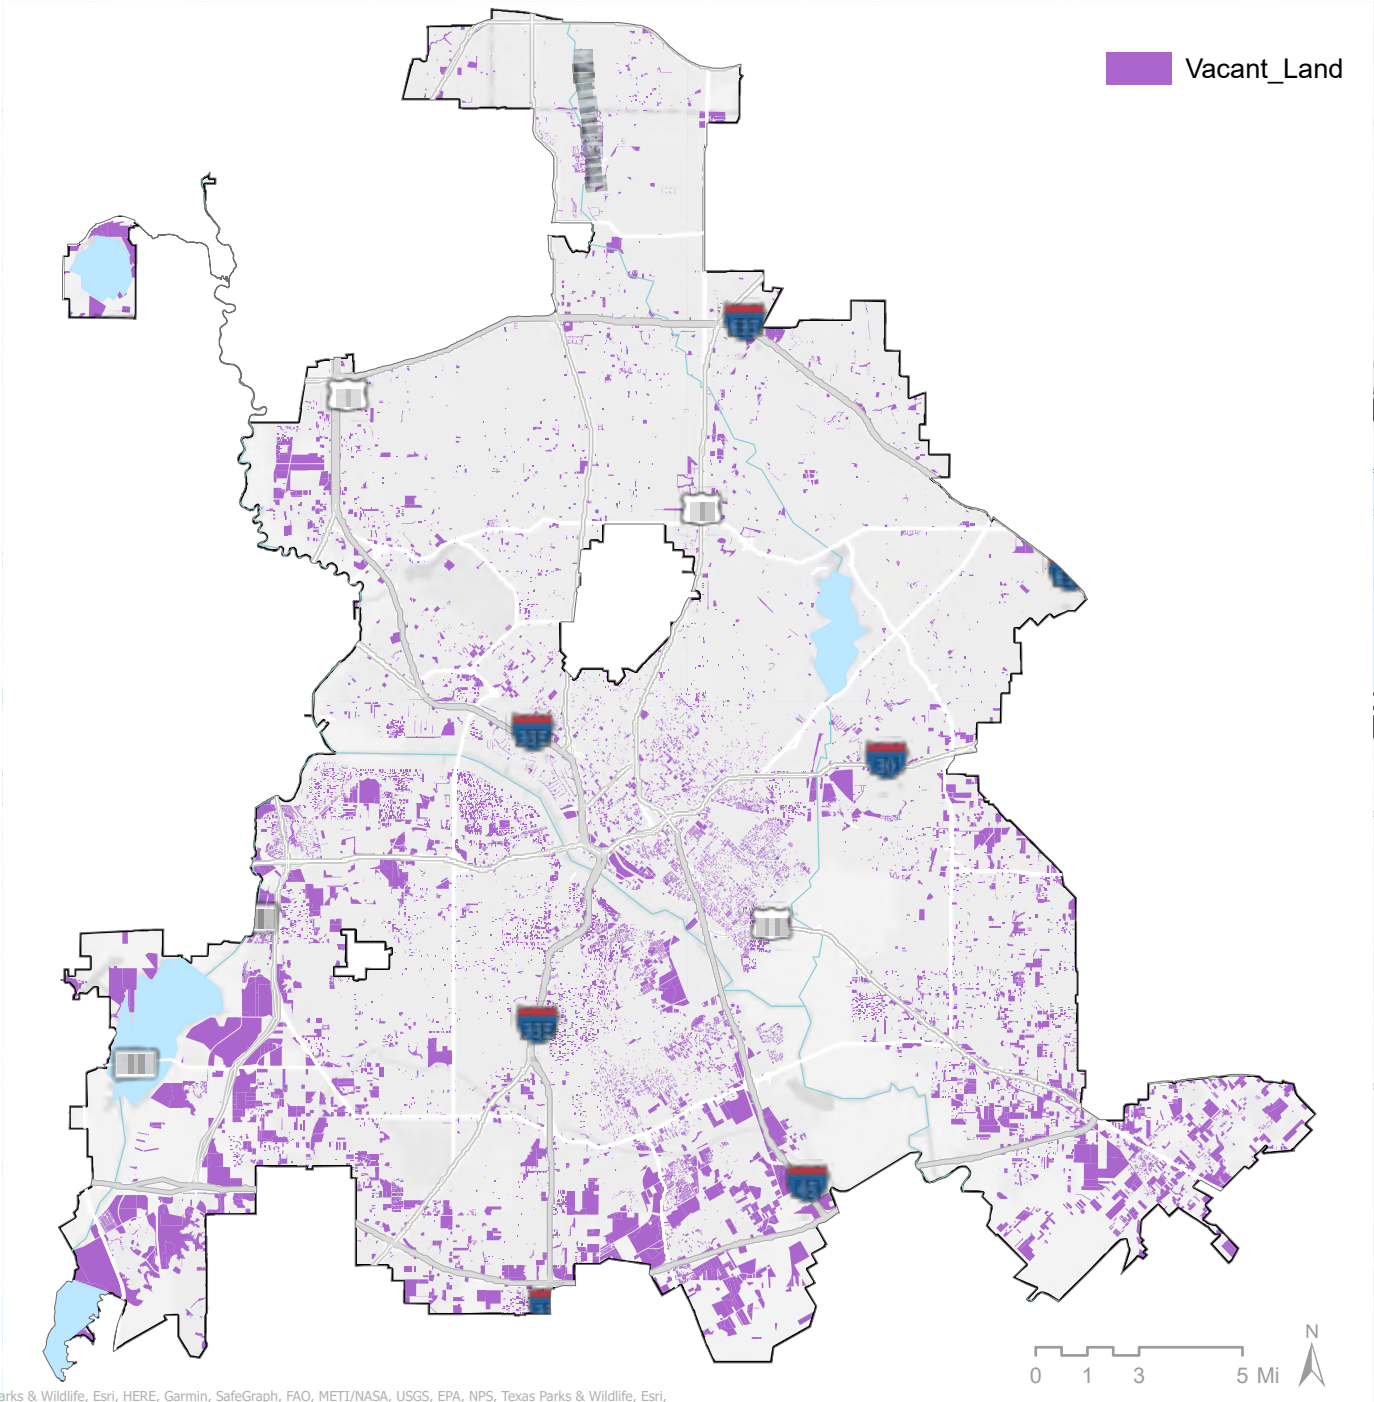 Vacant_Land
N
0 1 3 5 Mi
arks & Wildlife, Esri, HERE, Garmin, SafeGraph, FAO, METI/NASA, USGS, EPA, NPS, Texas Parks & Wildlife, Esri,